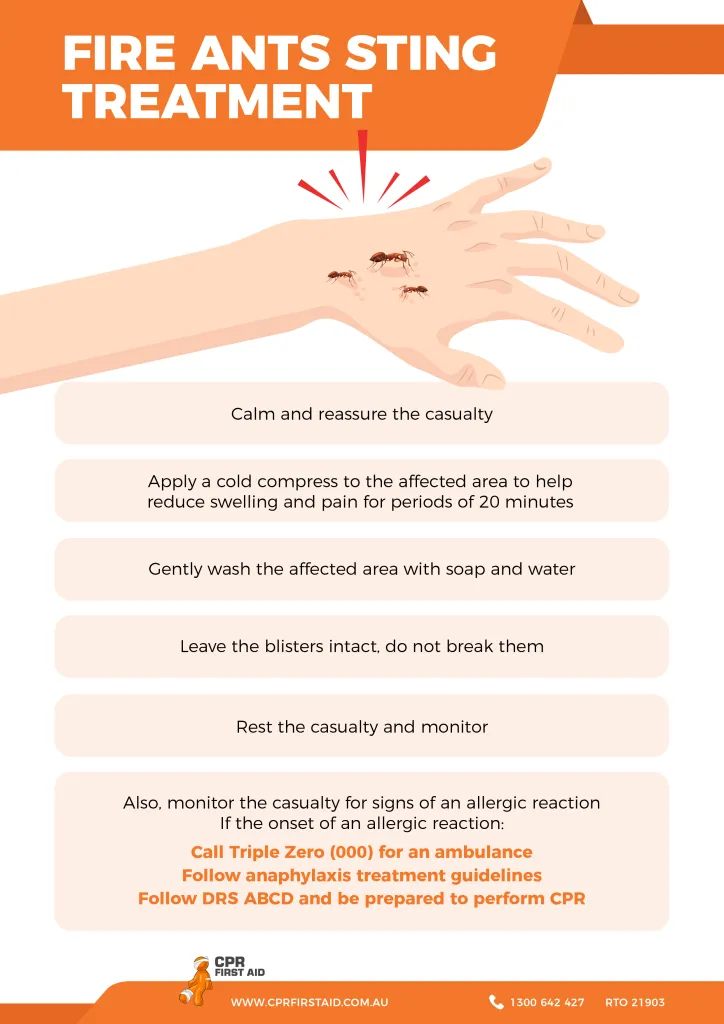 FIRE ANTS STING
TREATMENT
Calm and reassure the casualty
Apply a cold compress to the affected area to help
reduce swelling and pain for periods of 20 minutes
Gently wash the affected area with soap and water
Leave the blisters intact, do not break them
Rest the casualty and monitor
Also, monitor the casualty for signs of an allergic reaction
If the onset of an allergic reaction:
Call Triple Zero (000) for an ambulance
Follow anaphylaxis treatment guidelines
Follow DRS ABCD and be prepared to perform CPR
CPR
FIRST AID
WWW.CPRFIRSTAID.COM.AU 1300 642 427 RTO 21903